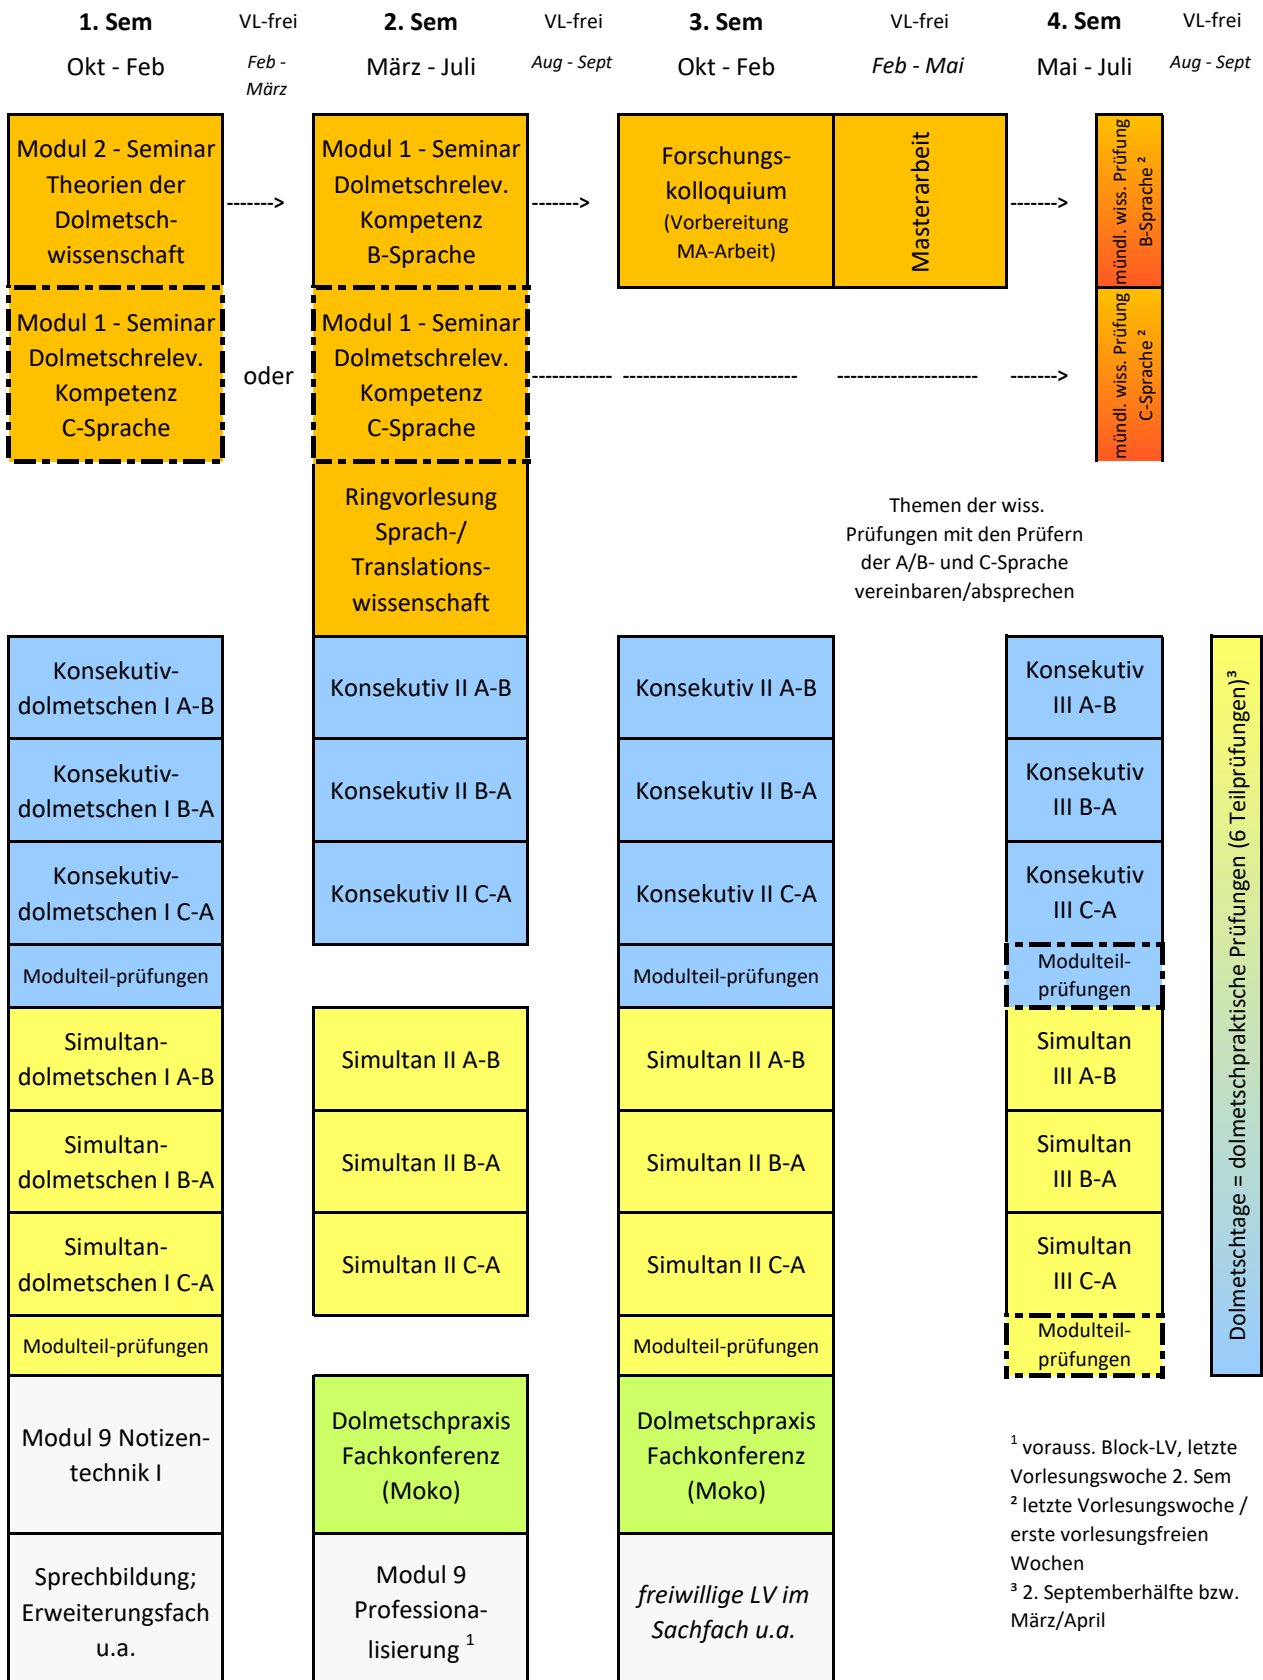 1. Sem
VL-frei
2. Sem
VL-frei
3. Sem
VL-frei
4. Sem
VL-frei
Okt - Feb
Feb -
März
März - Juli
Aug - Sept
Okt - Feb
Feb - Mai
Mai - Juli
Aug - Sept
Modul 2 - Seminar
Theorien der
Dolmetsch-
wissenschaft
------->
Modul 1 - Seminar
Dolmetschrelev.
Kompetenz
B-Sprache
------->
Forschungs-
kolloquium
(Vorbereitung
MA-Arbeit)
Masterarbeit
------->
mündl. wiss. Prüfung
B-Sprache ²
Modul 1 - Seminar
Dolmetschrelev.
Kompetenz
C-Sprache
oder
Modul 1 - Seminar
Dolmetschrelev.
Kompetenz
C-Sprache
------->
mündl. wiss. Prüfung
C-Sprache ²
Ringvorlesung
Sprach-/
Translations-
wissenschaft
Themen der wiss.
Prüfungen mit den Prüfern
der A/B- und C-Sprache
vereinbaren/absprechen
Konsekutiv-
dolmetschen I A-B
Konsekutiv II A-B
Konsekutiv II A-B
Konsekutiv
III A-B
Konsekutiv-
dolmetschen I B-A
Konsekutiv II B-A
Konsekutiv II B-A
Konsekutiv
III B-A
Konsekutiv-
dolmetschen I C-A
Konsekutiv II C-A
Konsekutiv II C-A
Konsekutiv
III C-A
Modulteil-prüfungen
Modulteil-prüfungen
Modulteil-
prüfungen
Simultan-
dolmetschen I A-B
Simultan II A-B
Simultan II A-B
Simultan
III A-B
Simultan-
dolmetschen I B-A
Simultan II B-A
Simultan II B-A
Simultan
III B-A
Simultan-
dolmetschen I C-A
Simultan II C-A
Simultan II C-A
Simultan
III C-A
Modulteil-prüfungen
Modulteil-prüfungen
Modulteil-
prüfungen
Dolmetschtage = dolmetschpraktische Prüfungen (6 Teilprüfungen)³
Modul 9 Notizen-
technik I
Dolmetschpraxis
Fachkonferenz
(Moko)
Dolmetschpraxis
Fachkonferenz
(Moko)
Sprechbildung;
Erweiterungsfach
u.a.
Modul 9
Professiona-
lisierung ¹
freiwillige LV im
Sachfach u.a.
¹ vorauss. Block-LV, letzte
Vorlesungswoche 2. Sem
² letzte Vorlesungswoche /
erste vorlesungsfreien
Wochen
³ 2. Septemberhälfte bzw.
März/April